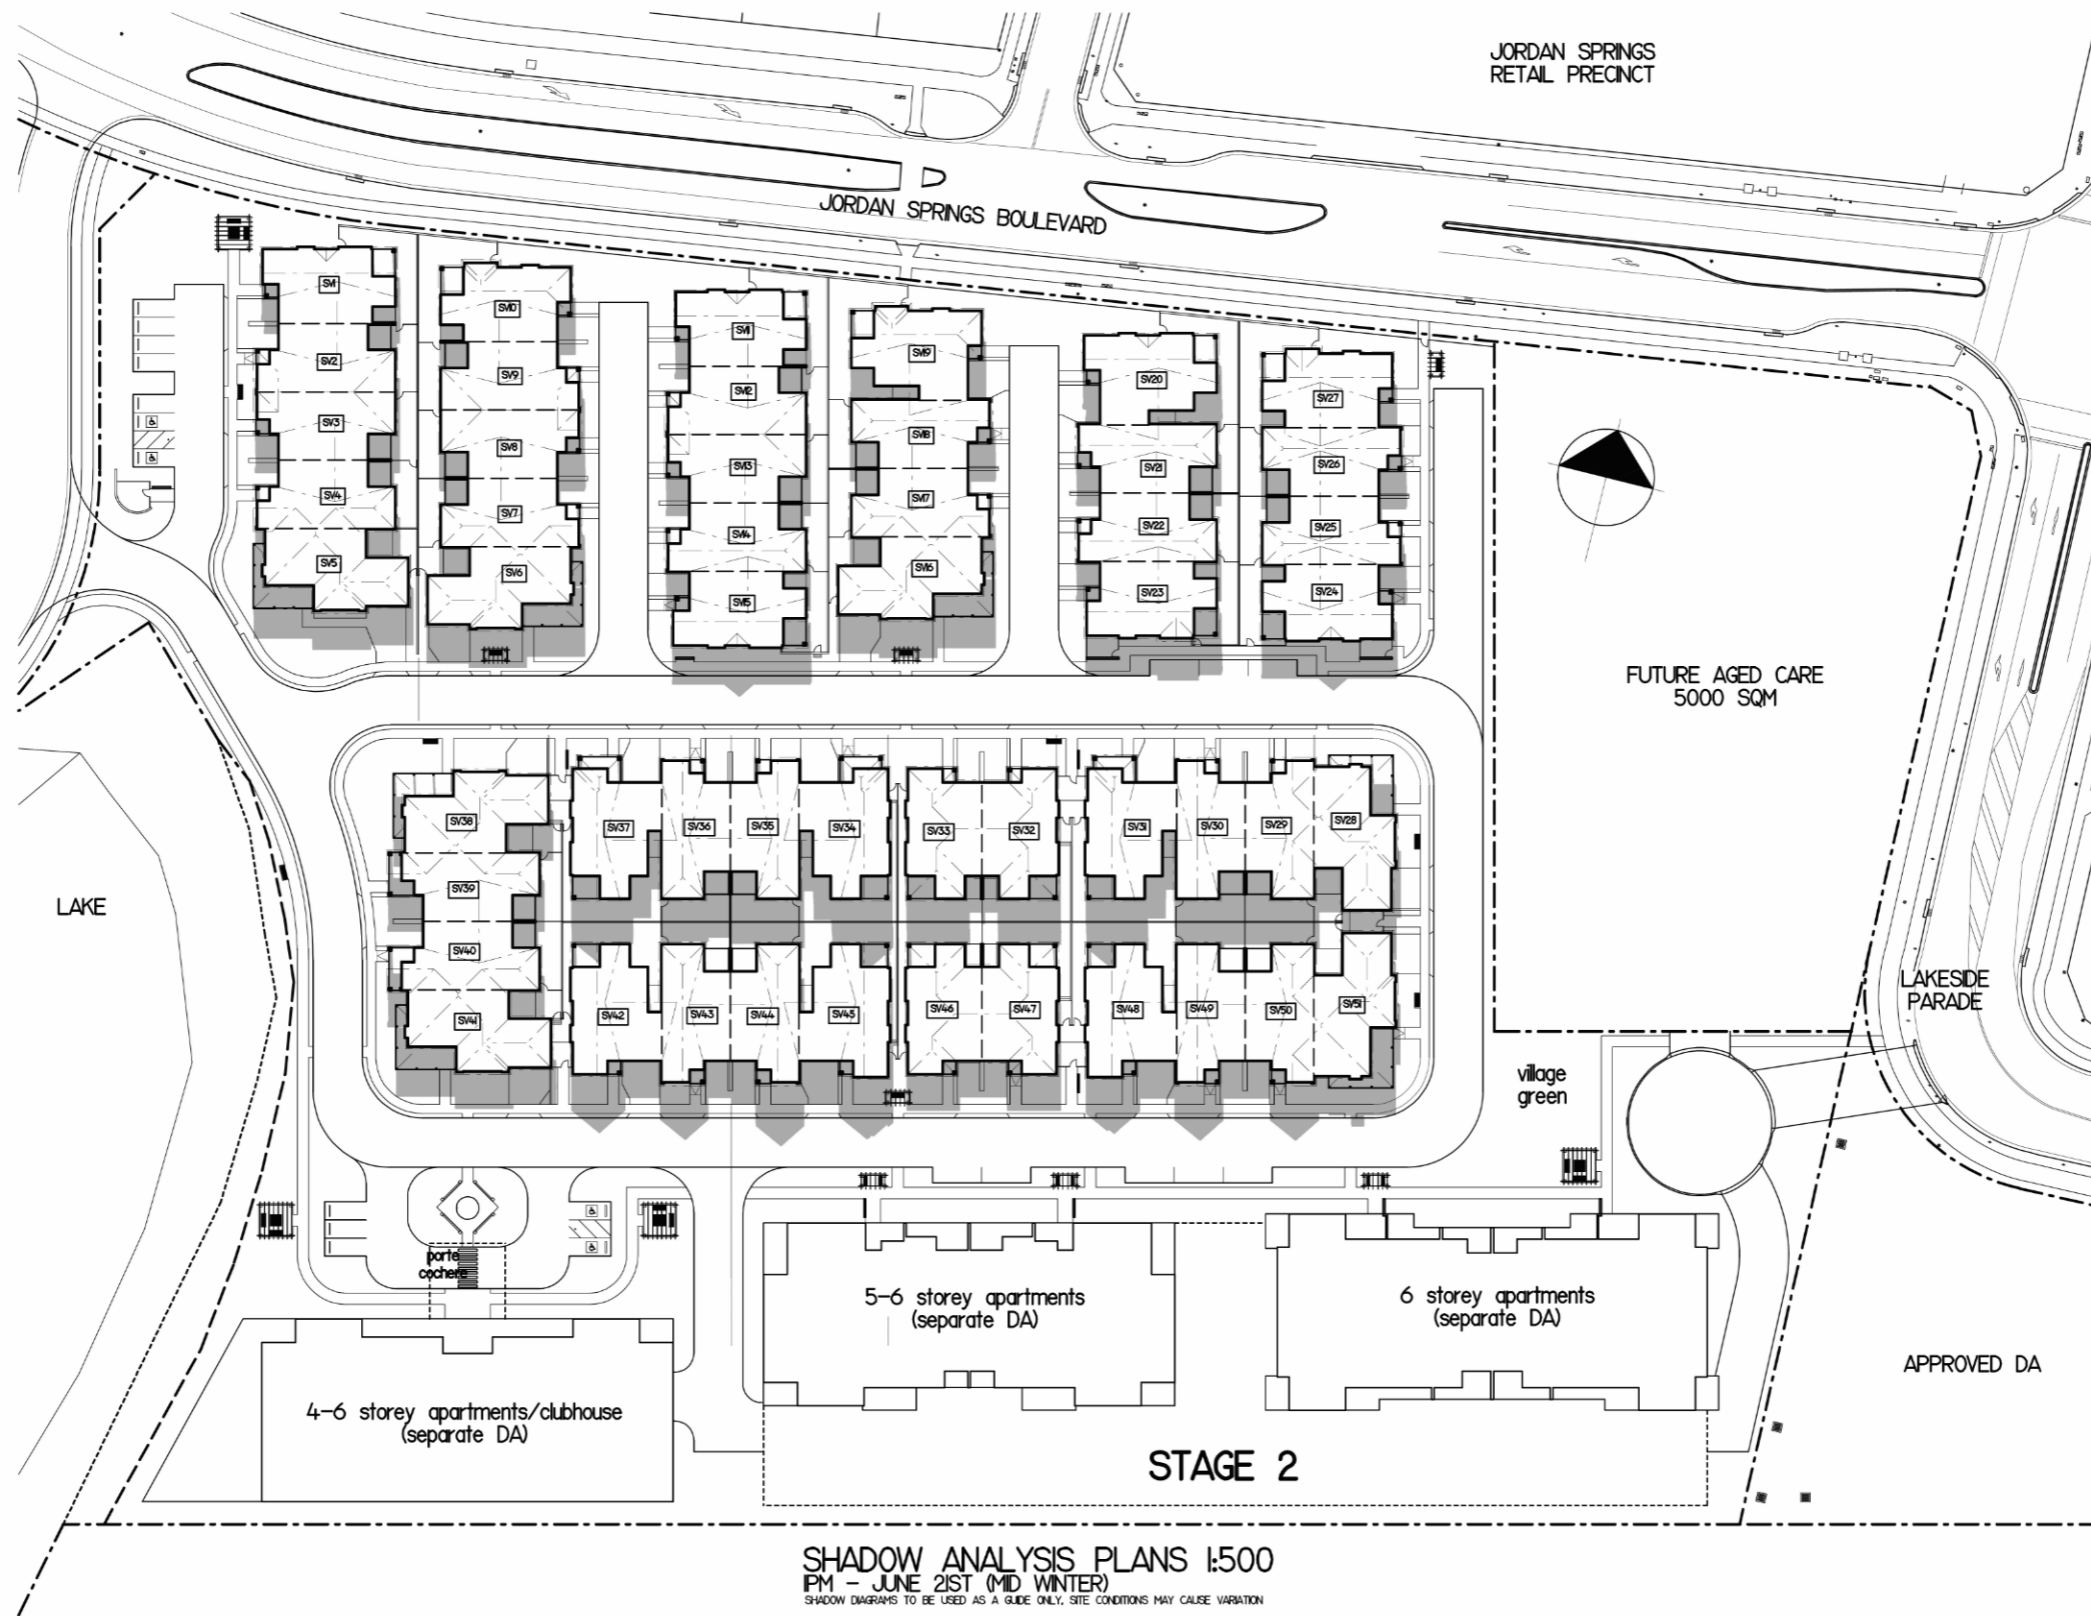 JORDAN SPRINGS
RETAIL PRECINCT
JORDAN SPRINGS BOULEVARD
SV1
SV10
SV11
SV19
SV2
SV9
SV12
SV20
SV27
SV3
SV8
SV18
SV13
SV21
SV26
SV4
SV7
SV17
SV14
SV22
SV25
SV5
SV6
SV16
SV15
SV23
SV24
FUTURE AGED CARE
5000 SQM
SV38
SV37
SV36
SV35
SV34
SV33
SV32
SV31
SV30
SV29
SV28
SV39
LAKE
SV40
SV41
SV42
SV43
SV44
SV45
SV46
SV47
SV48
SV49
SV50
SV51
LAKESIDE
PARADE
village
green
porte
cochere
5-6 storey apartments
(separate DA)
6 storey apartments
(separate DA)
APPROVED DA
4-6 storey apartments/clubhouse
(separate DA)
STAGE 2
SHADOW ANALYSIS PLANS 1:500
1PM - JUNE 21ST (MID WINTER)
SHADOW DIAGRAMS TO BE USED AS A GUIDE ONLY, SITE CONDITIONS MAY CAUSE VARIATION